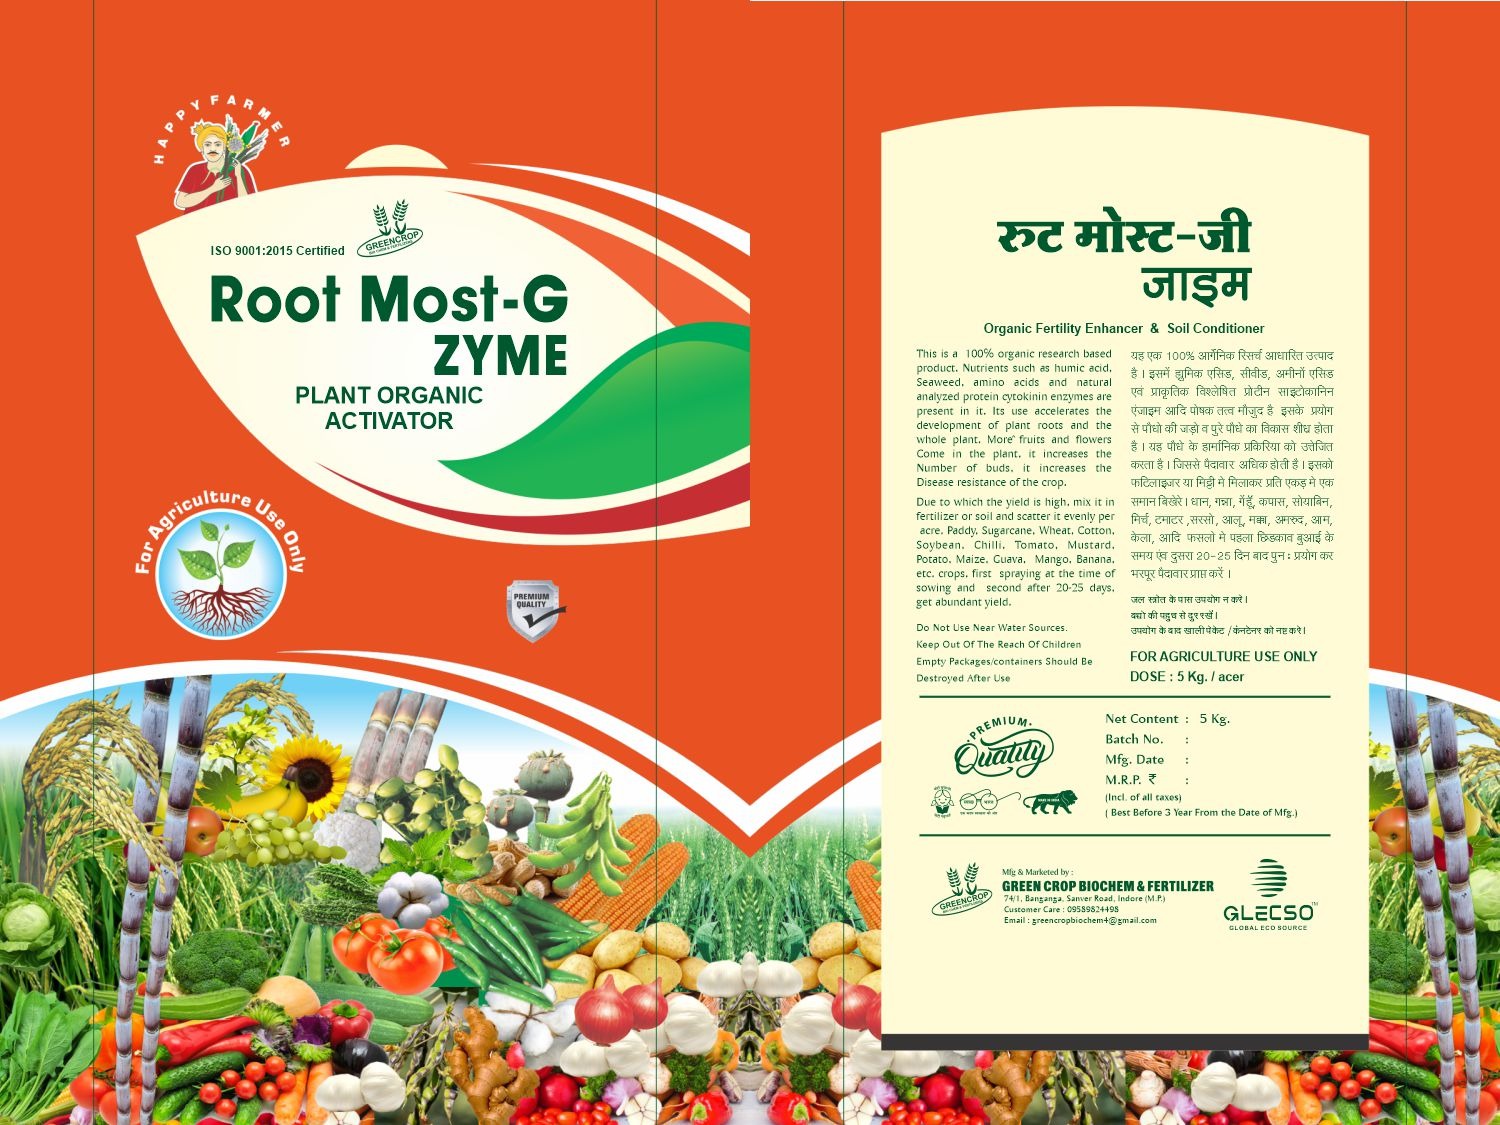 HAPPY FARMER
ISO 9001:2015 Certified
GREENCROP
Root Most-G
ZYME
PLANT ORGANIC
ACTIVATOR
For Agriculture Use Only
PREMIUM
QUALITY
रुट मोस्ट-जी
जाइम
Organic Fertility Enhancer & Soil Conditioner
This is a 100% organic research based
product. Nutrients such as humic acid,
Seaweed, amino acids and natural
analyzed protein cytokinin enzymes are
present in it. Its use accelerates the
development of plant roots and the
whole plant. More fruits and flowers
Come in the plant. it increases the
Number of buds. it increases the
Disease resistance of the crop.
Due to which the yield is high. mix it in
fertilizer or soil and scatter it evenly per
acre. Paddy, Sugarcane, Wheat, Cotton,
Soybean, Chilli, Tomato, Mustard,
Potato, Maize, Guava, Mango, Banana,
etc. crops, first spraying at the time of
sowing and second after 20-25 days,
get abundant yield.
Do Not Use Near Water Sources.
Keep Out Of The Reach Of Children
Empty Packages/containers Should Be
Destroyed After Use
यह एक 100% आर्गेनिक रिसर्च आधारित उत्पाद
है। इसमें ह्युमिक एसिड, सीवीड, अमीनों एसिड
एवं प्राकृतिक विश्लेषित प्रोटीन साइटोकानिन
एंजाइम आदि पोषक तत्व मौजुद है इसके प्रयोग
से पौधो की जड़ो व पुरे पौधे का विकास शीध्र होता
है। यह पौधे के हार्मानिक प्रकिरिया को उत्तेजित
करता है। जिससे पैदावार अधिक होती है। इसको
फटिलाइजर या मिट्टी मे मिलाकर प्रति एकड़ मे एक
समान बिखेरे। धान, गन्ना, गेंहूँ, कपास, सोयाबिन,
मिर्च, टमाटर ,सरसो, आलू, मक्का, अमरुद, आम,
केला, आदि फसलो मे पहला छिडकाव बुआई के
समय एंव दुसरा 20-25 दिन बाद पुन: प्रयोग कर
भरपूर पैदावार प्राप्त करें ।
जल स्त्रोत के पास उपयोग न करे।
बच्चो की पहुच से दुर रखें।
उपयोग के बाद खाली पेकेट /कंनटेनर को नष्ट करे।
FOR AGRICULTURE USE ONLY
DOSE : 5 Kg. / acer
PREMIUM
Quality
MAKE IN INDIA
Net Content : 5 Kg.
Batch No. :
Mfg. Date :
M.R.P. ₹ :
(Incl. of all taxes)
( Best Before 3 Year From the Date of Mfg.)
GREENCROP
Mfg & Marketed by :
GREEN CROP BIOCHEM & FERTILIZER
74/1, Banganga, Sanver Road, Indore (M.P.)
Customer Care : 09589824498
Email : greencropbiochem4@gmail.com
GLECSO™
GLOBAL ECO SOURCE